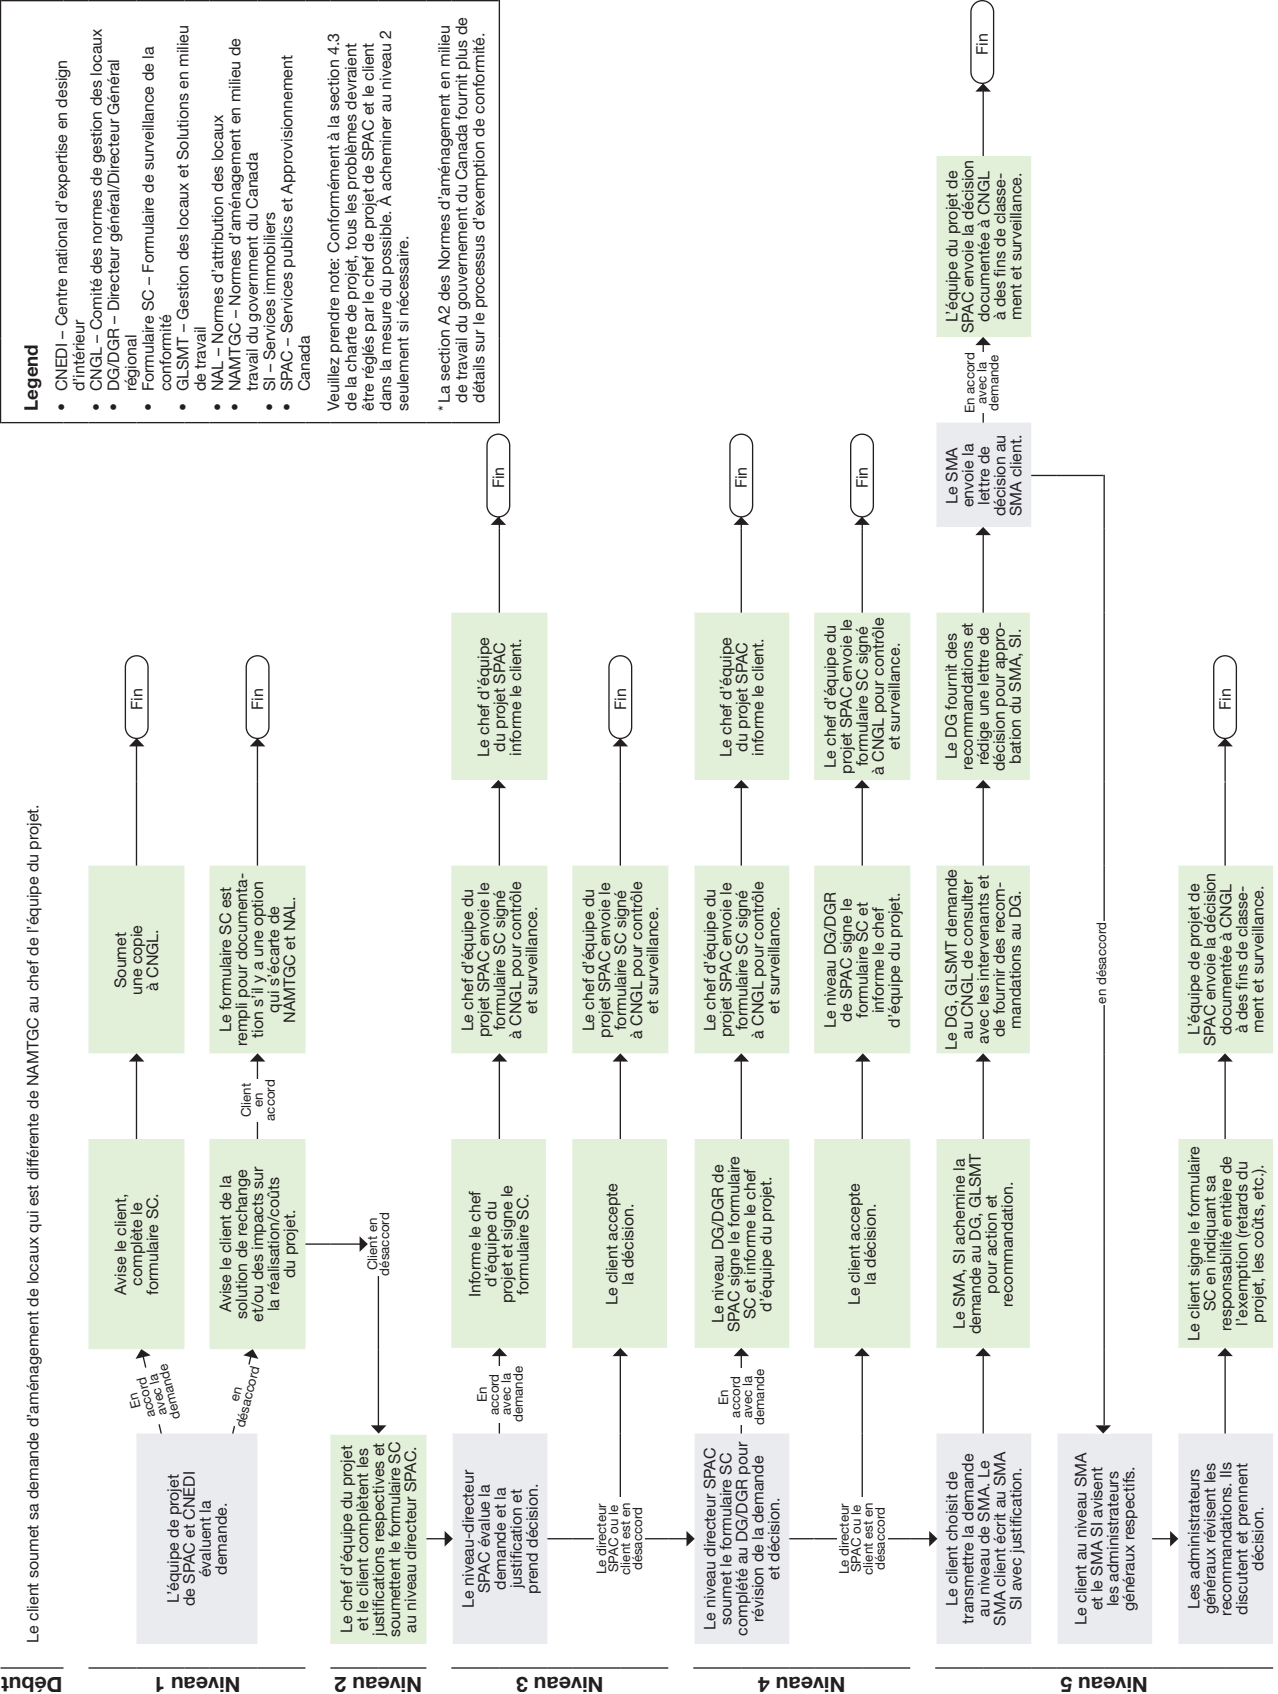 Début
Le client soumet sa demande d'aménagement de locaux qui est différente de NAMTGC au chef de l'équipe du projet.
Niveau 1
L'équipe de projet
de SPAC et CNEDI
évaluent la
demande.
En
accord
avec la
demande
Avise le client,
complète le
formulaire SC.
Soumet
une copie
à CNGL.
Fin
en
désaccord
Avise le client de la
solution de rechange
et/ou des impacts sur
la réalisation/coûts
du projet.
Client
en
accord
Le formulaire SC est
rempli pour documenta-
tion s'il y a une option
qui s'écarte de
NAMTGC et NAL.
Fin
Client en
désaccord
Niveau 2
Le chef d'équipe du projet
et le client complètent les
justifications respectives et
soumettent le formulaire SC
au niveau directeur SPAC.
Niveau 3
Le niveau-directeur
SPAC évalue la
demande et la
justification et
prend décision.
En
accord
avec la
demande
Informe le chef
d'équipe du
projet et signe le
formulaire SC.
Le chef d'équipe du
projet SPAC envoie le
formulaire SC signé
à CNGL pour contrôle
et surveillance.
Le chef d'équipe
du projet SPAC
informe le client.
Fin
Le directeur
SPAC ou le
client est en
désaccord
Le client accepte
la décision.
Le chef d'équipe du
projet SPAC envoie le
formulaire SC signé
à CNGL pour contrôle
et surveillance.
Fin
Niveau 4
Le niveau directeur SPAC
soumet le formulaire SC
complété au DG/DGR pour
révision de la demande
et décision.
En
accord
avec la
demande
Le niveau DG/DGR de
SPAC signe le formulaire
SC et informe le chef
d'équipe du projet.
Le chef d'équipe du
projet SPAC envoie le
formulaire SC signé
à CNGL pour contrôle
et surveillance.
Le chef d'équipe
du projet SPAC
informe le client.
Fin
Le directeur
SPAC ou le
client est en
désaccord
Le client accepte
la décision.
Le niveau DG/DGR
de SPAC signe le
formulaire SC et
informe le chef
d'équipe du projet.
Le chef d'équipe du
projet SPAC envoie le
formulaire SC signé
à CNGL pour contrôle
et surveillance.
Fin
Niveau 5
Le client choisit de
transmettre la demande
au niveau de SMA. Le
SMA client écrit au SMA
SI avec justification.
Le SMA, SI achemine la
demande au DG, GLSMT
pour action et
recommandation.
Le DG, GLSMT demande
au CNGL de consulter
avec les intervenants et
de fournir des recom-
mandations au DG.
Le DG fournit des
recommandations et
rédige une lettre de
décision pour appro-
bation du SMA, SI.
Le SMA
envoie la
lettre de
décision au
SMA client.
En accord
avec la
demande
L'équipe du projet de
SPAC envoie la décision
documentée à CNGL
à des fins de classe-
ment et surveillance.
Fin
en désaccord
Le client au niveau SMA
et le SMA SI avisent
les administrateurs
généraux respectifs.
Les administrateurs
généraux révisent les
recommandations. Ils
discutent et prennent
décision.
Le client signe le formulaire
SC en indiquant sa
responsabilité entière de
l'exemption (retards du
projet, les coûts, etc.).
L'équipe de projet de
SPAC envoie la décision
documentée à CNGL
à des fins de classe-
ment et surveillance.
Fin
Legend
• CNEDI – Centre national d'expertise en design
d'intérieur
• CNGL – Comité des normes de gestion des locaux
• DG/DGR – Directeur général/Directeur Général
régional
• Formulaire SC – Formulaire de surveillance de la
conformité
• GLSMT – Gestion des locaux et Solutions en milieu
de travail
• NAL – Normes d'attribution des locaux
• NAMTGC – Normes d'aménagement en milieu de
travail du government du Canada
• SI – Services immobiliers
• SPAC – Services publics et Approvisionnement
Canada
Veuillez prendre note: Conformément à la section 4.3
de la charte de projet, tous les problèmes devraient
être réglés par le chef de projet de SPAC et le client
dans la mesure du possible. À acheminer au niveau 2
seulement si nécessaire.
* La section A2 des Normes d'aménagement en milieu
de travail du gouvernement du Canada fournit plus de
détails sur le processus d'exemption de conformité.